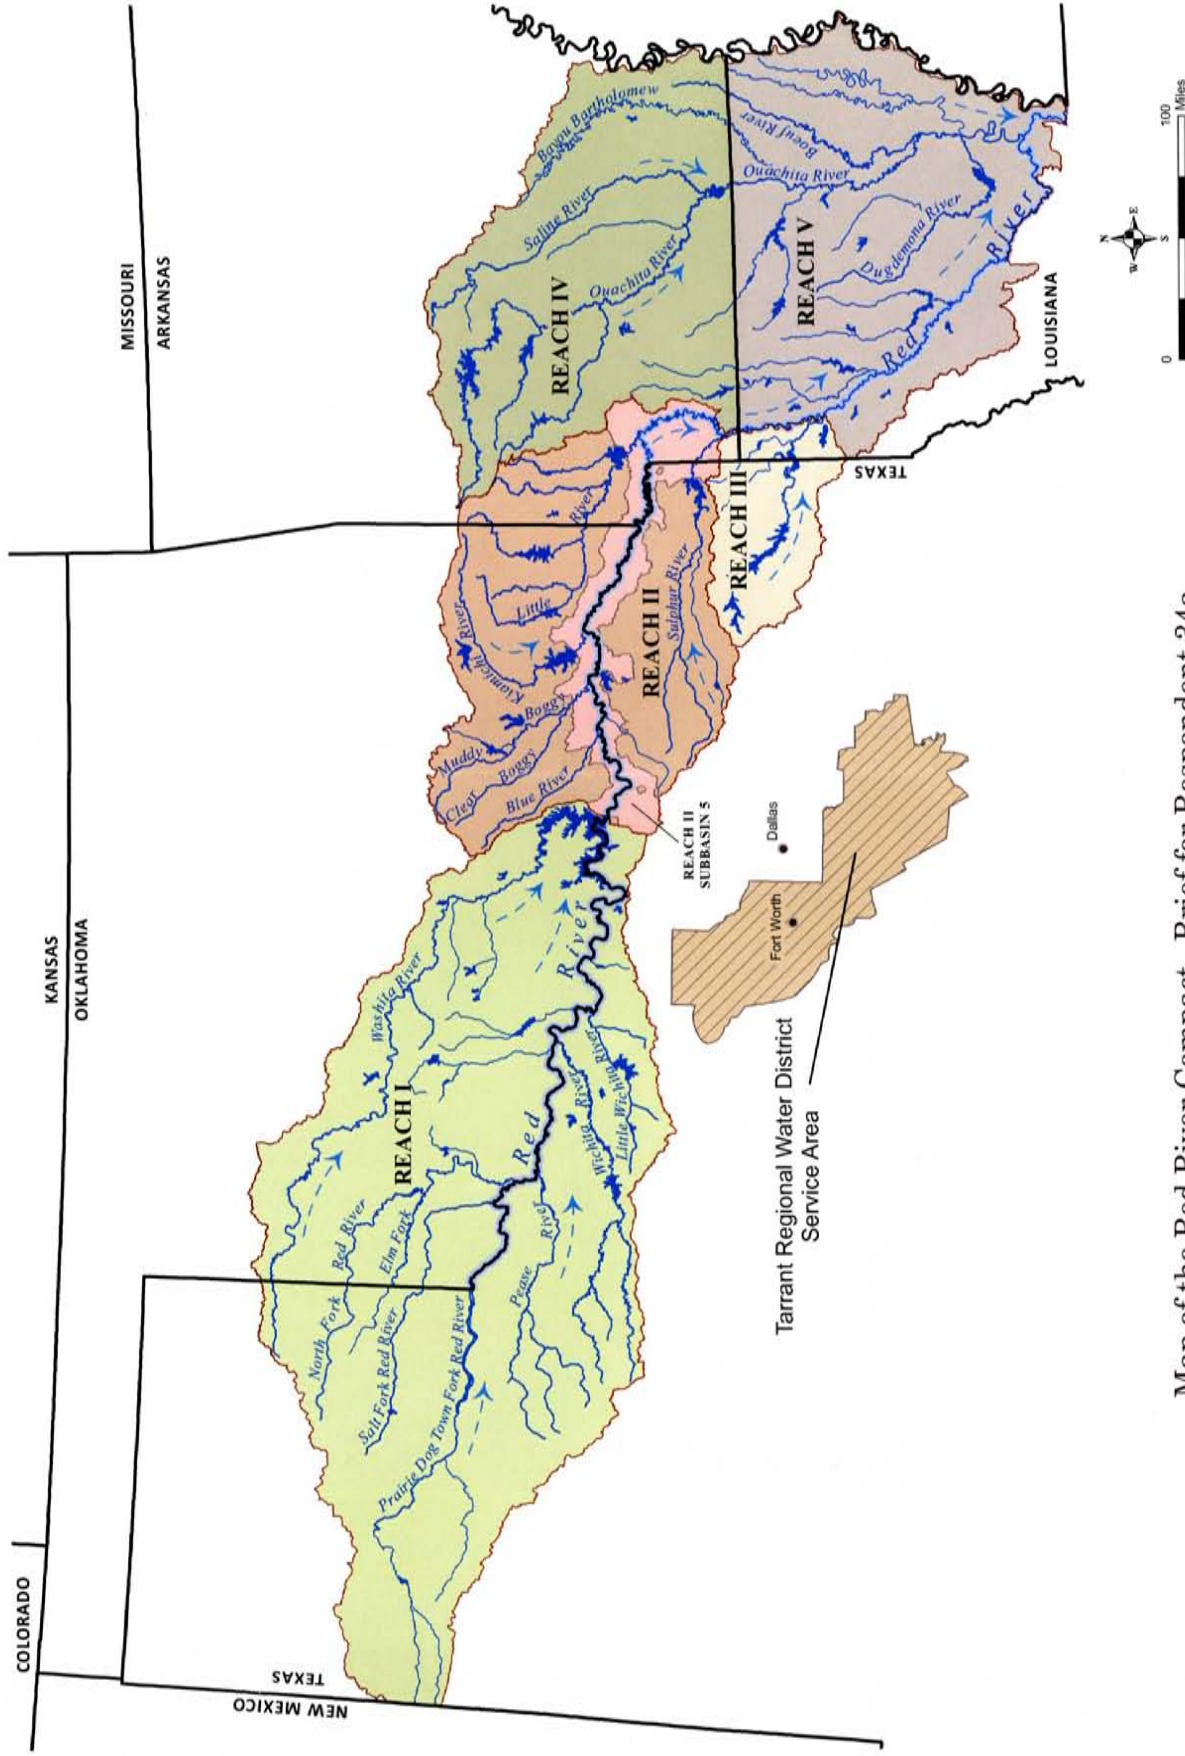 COLORADO
KANSAS
OKLAHOMA
MISSOURI
ARKANSAS
NEW MEXICO
TEXAS
REACH I
North Fork Red River
Elm Fork
Salt Fork Red River
Prairie Dog Town Fork Red River
Pease River
Washita River
Red River
Wichita River
Little Wichita River
Muddy Boggy
Clear Boggy
Blue River
Kiamichi River
Little River
REACH II
Sulphur River
REACH II
SUBBASIN 5
REACH III
TEXAS
REACH IV
Saline River
Ouachita River
Bayou Bartholomew
REACH V
Boeuf River
Ouachita River
Dugdemona River
Red River
LOUISIANA
Fort Worth
Dallas
Tarrant Regional Water District
Service Area
N
W
E
S
0
100
Miles
Map of the Red River Compact – Brief for Respondent 24a